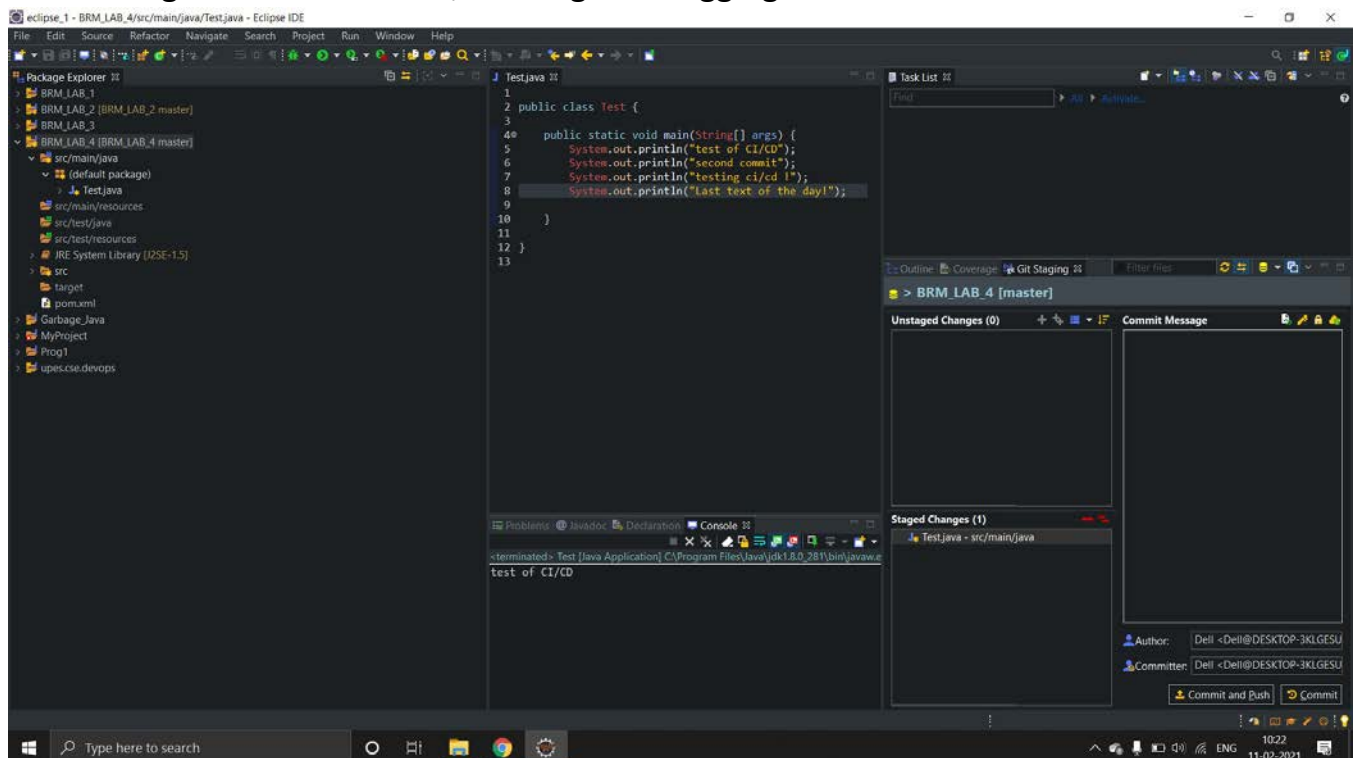 eclipse_1 - BRM_LAB_4/src/main/java/Test.java - Eclipse IDE
File Edit Source Refactor Navigate Search Project Run Window Help
Package Explorer
BRM_LAB_1
BRM_LAB_2 [BRM_LAB_2 master]
BRM_LAB_3
BRM_LAB_4 [BRM_LAB_4 master]
src/main/java
(default package)
Test.java
src/main/resources
src/test/java
src/test/resources
JRE System Library [J2SE-1.5]
src
target
pom.xml
Garbage_Java
MyProject
Prog1
upes.cse.devops
Test.java
1
2 public class Test {
3
4 public static void main(String[] args) {
5 System.out.println("test of CI/CD");
6 System.out.println("second commit");
7 System.out.println("testing ci/cd !");
8 System.out.println("Last text of the day!");
9
10 }
11
12 }
13
Problems Javadoc Declaration Console
<terminated> Test [Java Application] C:\Program Files\Java\jdk1.8.0_281\bin\javaw.e
test of CI/CD
Task List
Find All Activate...
Outline Coverage Git Staging Filter files
> BRM_LAB_4 [master]
Unstaged Changes (0)
Staged Changes (1)
Test.java - src/main/java
Commit Message
Author: Dell <Dell@DESKTOP-3KLGESU
Committer: Dell <Dell@DESKTOP-3KLGESU
Commit and Push Commit
Type here to search
ENG
10:22
11-02-2021